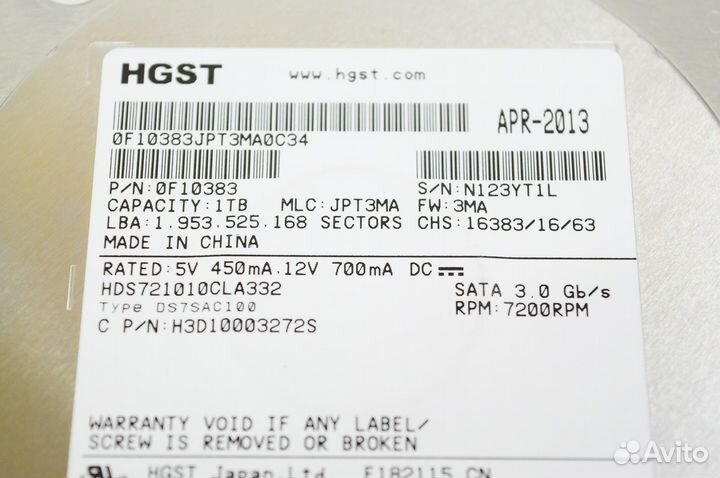 HGST www.hgst.com
APR-2013
0F10383JPT3MA0C34
P/N:0F10383 S/N:N123YT1L
CAPACITY:1TB MLC:JPT3MA FW:3MA
LBA:1.953.525.168 SECTORS CHS:16383/16/63
MADE IN CHINA
RATED:5V 450mA.12V 700mA DC
HDS721010CLA332 SATA 3.0 Gb/s
Type DS7SAC100 RPM:7200RPM
C P/N:H3D10003272S
WARRANTY VOID IF ANY LABEL/
SCREW IS REMOVED OR BROKEN
HGST Japan,Ltd. E182115 CN
Avito